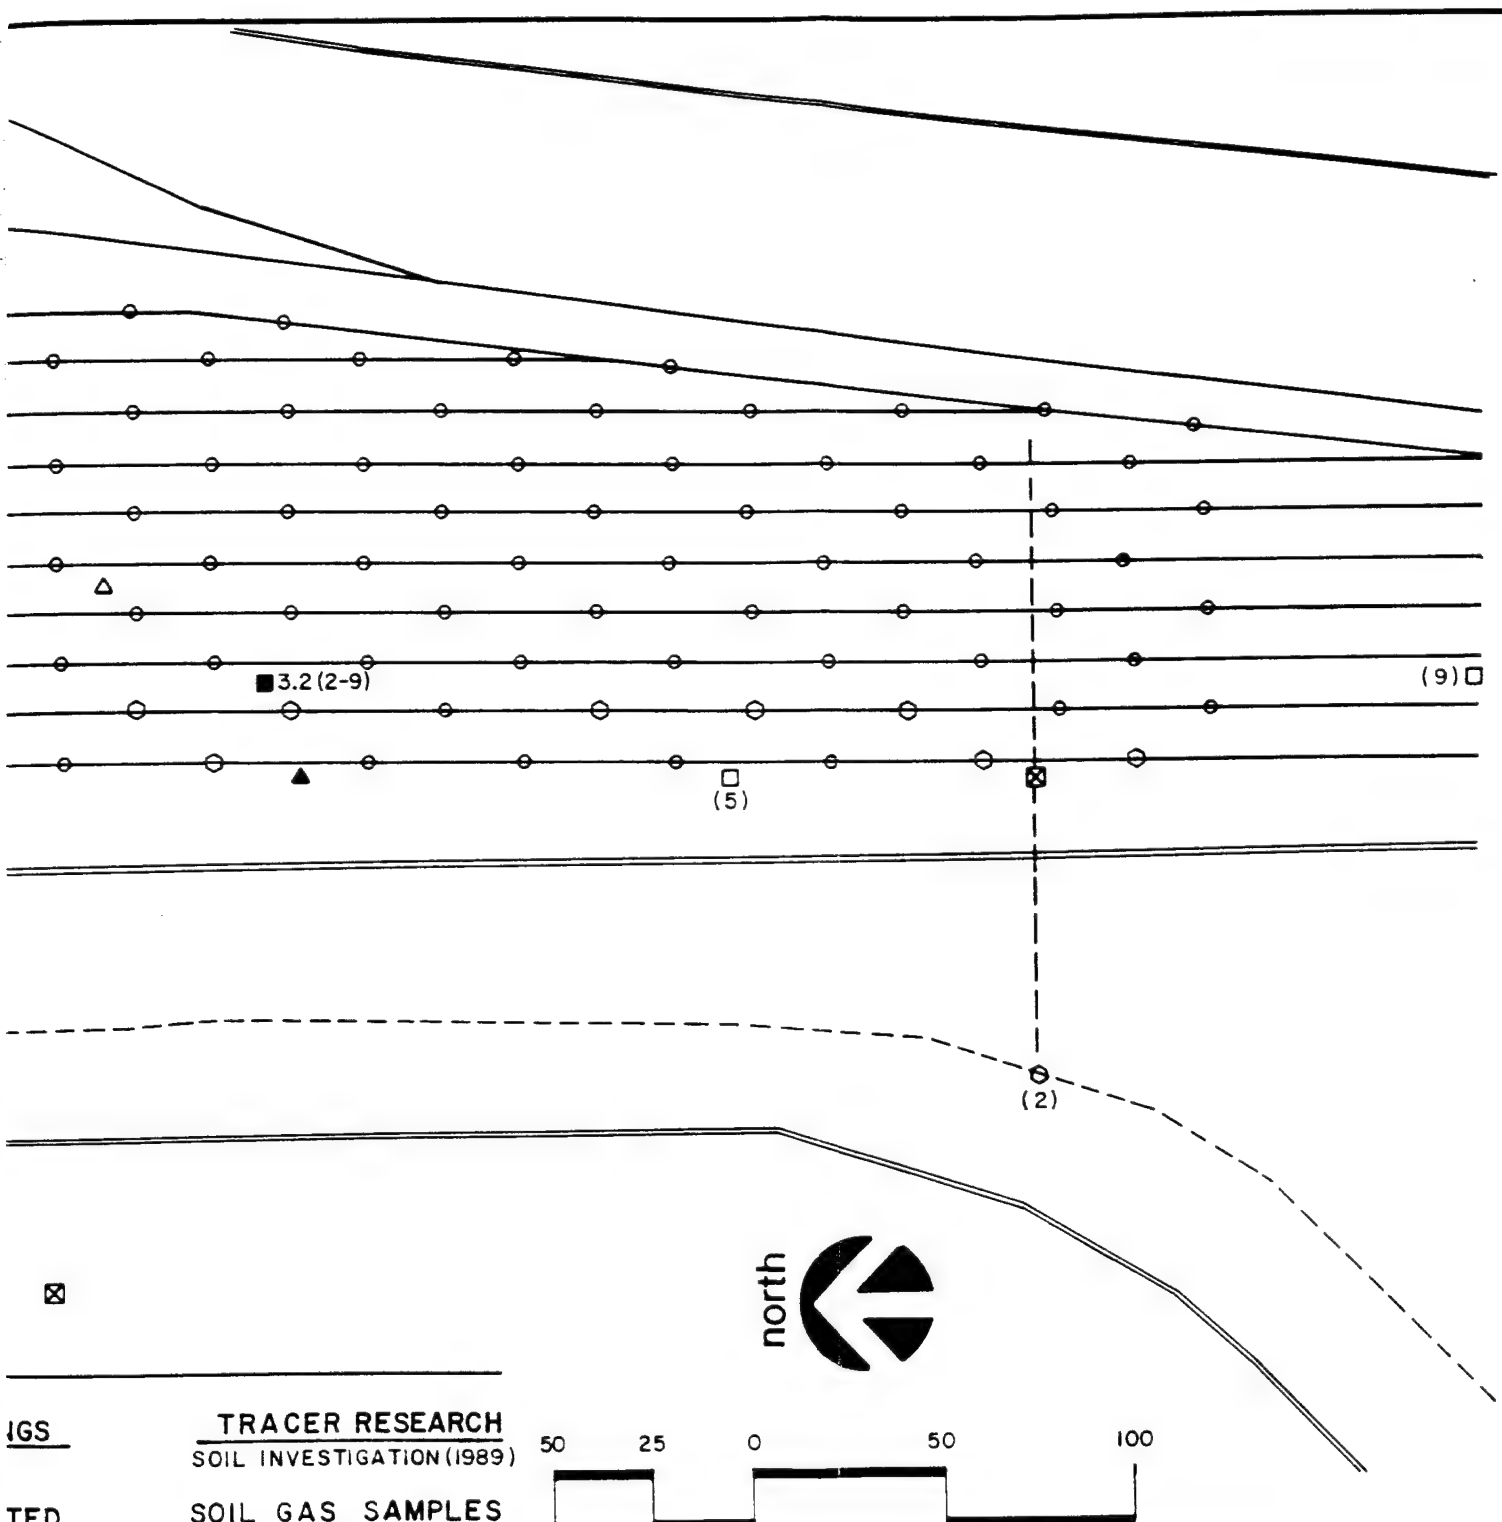 3.2(2-9)
(9)
(5)
(2)
north
TRACER RESEARCH
SOIL INVESTIGATION(1989)
50 25 0 50 100
SOIL GAS SAMPLES